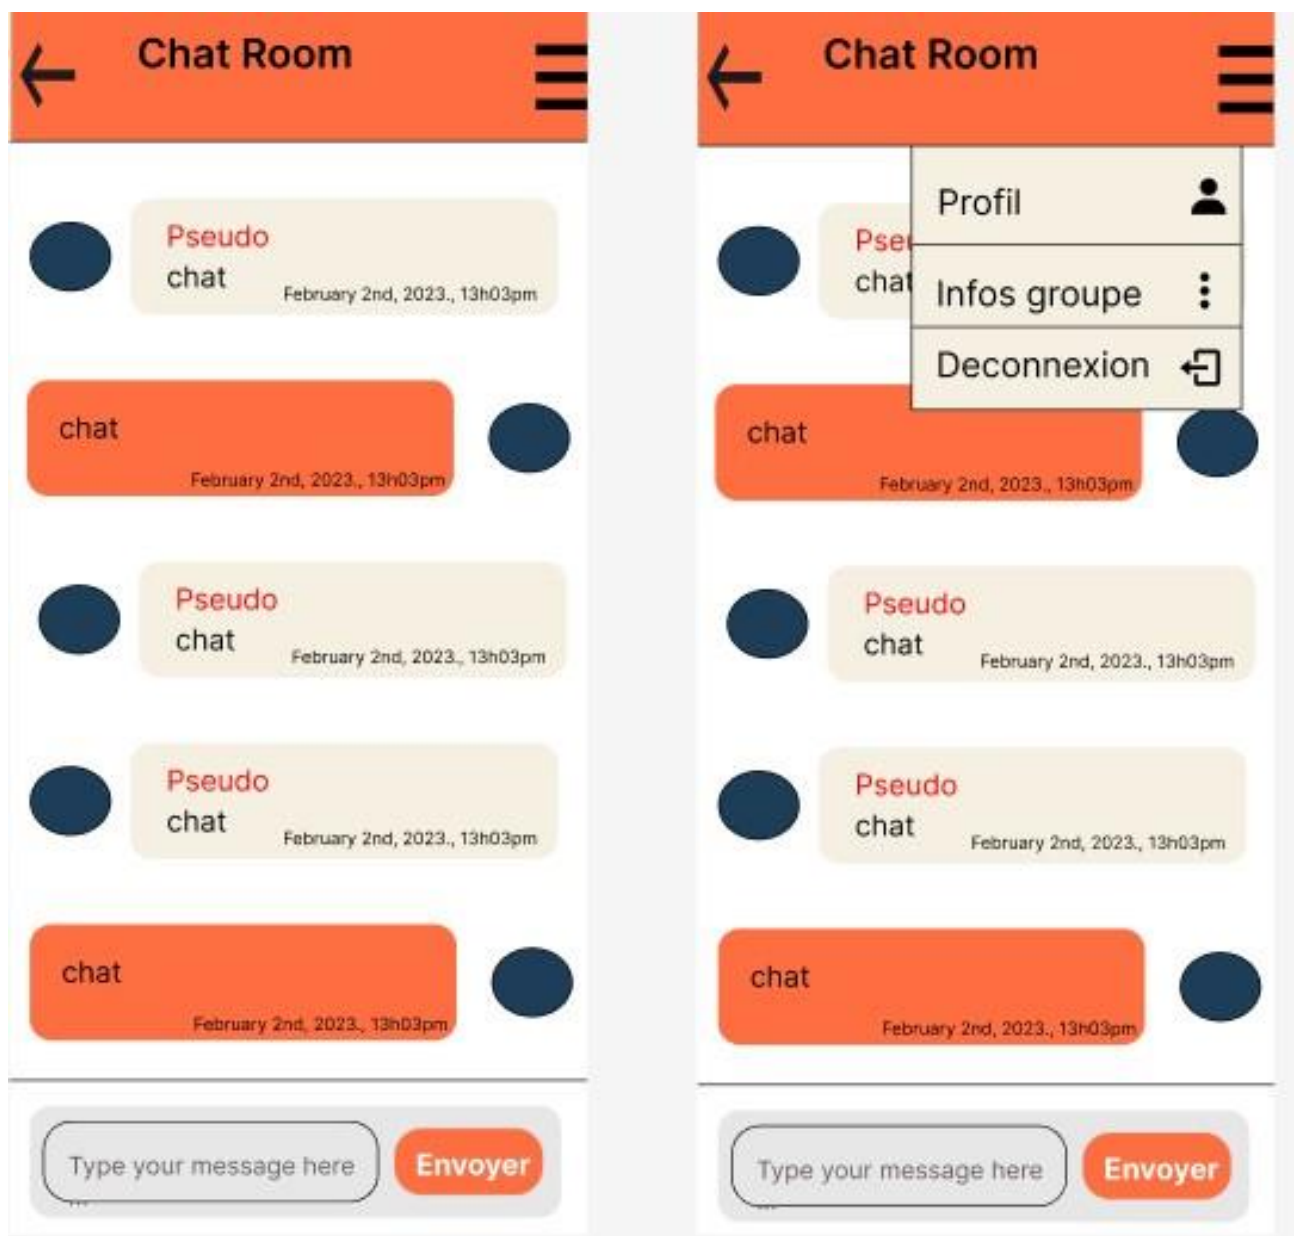 Chat Room
Pseudo
chat
February 2nd, 2023., 13h03pm
chat
February 2nd, 2023., 13h03pm
Pseudo
chat
February 2nd, 2023., 13h03pm
Pseudo
chat
February 2nd, 2023., 13h03pm
chat
February 2nd, 2023., 13h03pm
Type your message here
...
Envoyer
Chat Room
Profil
Infos groupe
Deconnexion
Pseu
chat
chat
February 2nd, 2023., 13h03pm
Pseudo
chat
February 2nd, 2023., 13h03pm
Pseudo
chat
February 2nd, 2023., 13h03pm
chat
February 2nd, 2023., 13h03pm
Type your message here
...
Envoyer